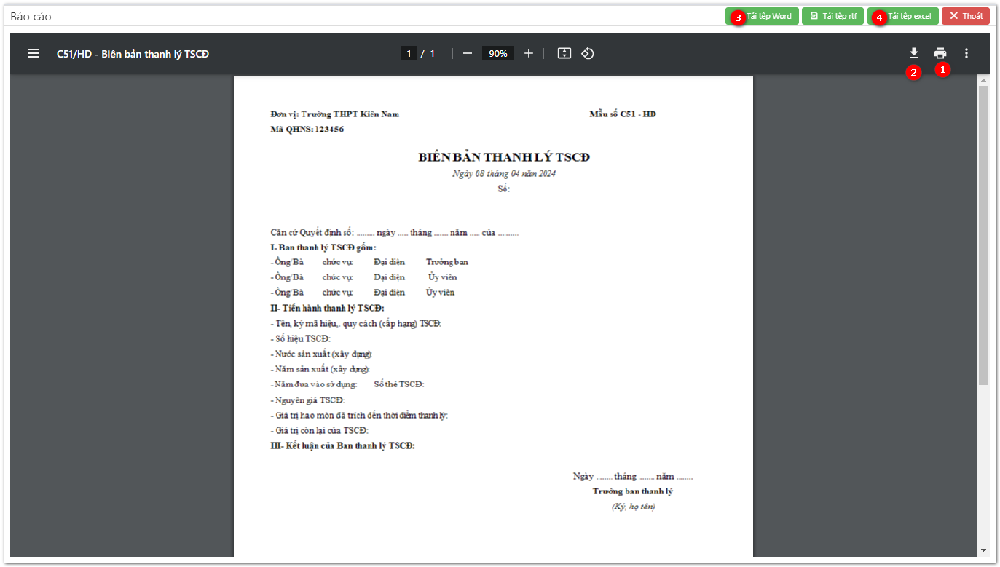 Báo cáo
3 Tải tệp Word Tải tệp rtf 4 Tải tệp excel Thoát
C51/HD - Biên bản thanh lý TSCĐ 1 / 1 90%
2 1
Đơn vị: Trường THPT Kiên Nam Mẫu số C51 - HD
Mã QHNS: 123456
BIÊN BẢN THANH LÝ TSCĐ
Ngày 08 tháng 04 năm 2024
Số:
Căn cứ Quyết định số: ......... ngày ..... tháng ....... năm ..... của ..........
I- Ban thanh lý TSCĐ gồm:
- Ông/Bà chức vụ: Đại diện Trưởng ban
- Ông/Bà chức vụ: Đại diện Ủy viên
- Ông/Bà chức vụ: Đại diện Ủy viên
II- Tiến hành thanh lý TSCĐ:
- Tên, ký mã hiệu,. quy cách (cấp hạng) TSCĐ:
- Số hiệu TSCĐ:
- Nước sản xuất (xây dựng):
- Năm sản xuất (xây dựng):
- Năm đưa vào sử dụng: Số thẻ TSCĐ:
- Nguyên giá TSCĐ:
- Giá trị hao mòn đã trích đến thời điểm thanh lý:
- Giá trị còn lại của TSCĐ:
III- Kết luận của Ban thanh lý TSCĐ:
Ngày ........ tháng ........ năm ........
Trưởng ban thanh lý
(Ký, họ tên)